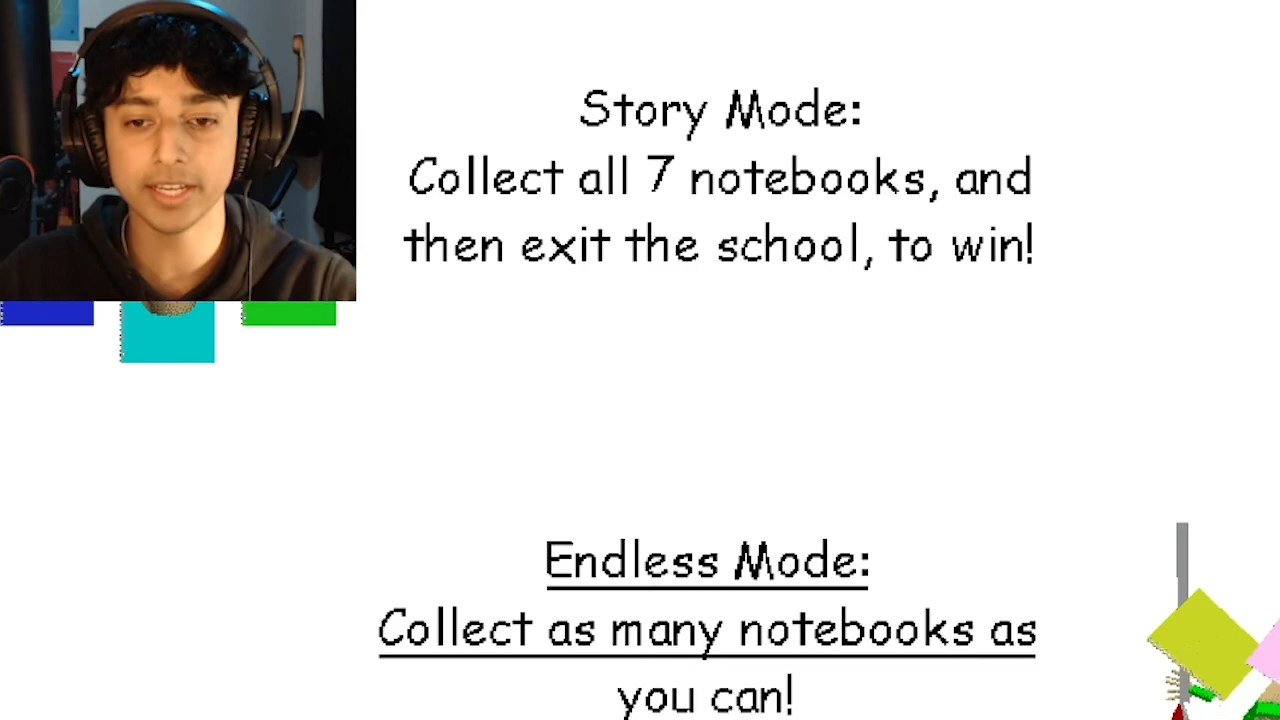 Story Mode:
Collect all 7 notebooks, and
then exit the school, to win!
Endless Mode:
Collect as many notebooks as
you can!